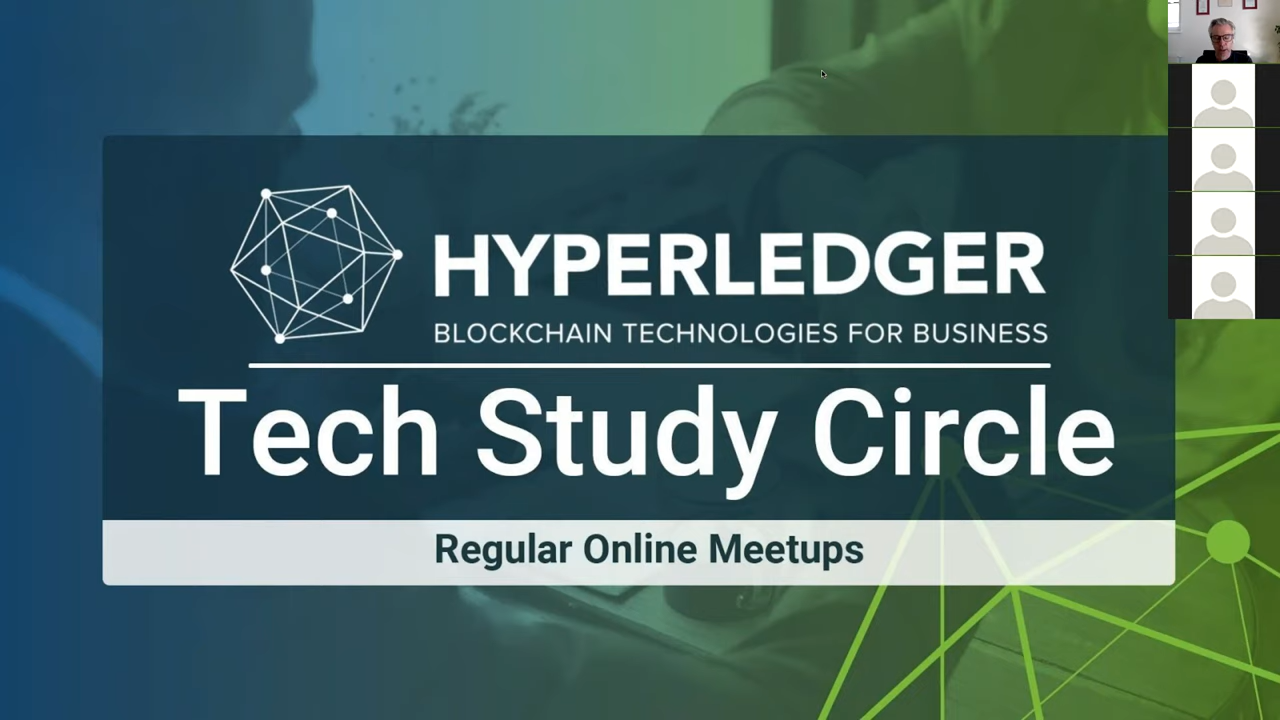 HYPERLEDGER
BLOCKCHAIN TECHNOLOGIES FOR BUSINESS
Tech Study Circle
Regular Online Meetups